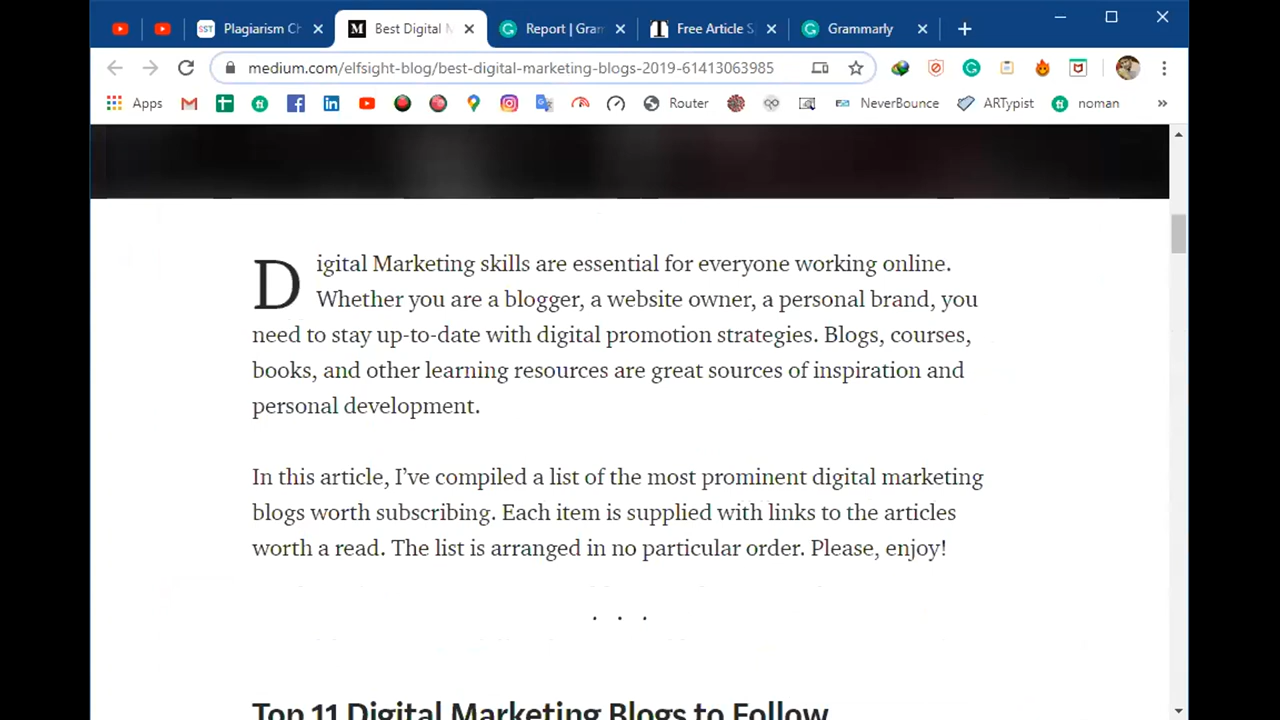 Plagiarism Ch
Best Digital M
Report | Gram
Free Article S
Grammarly
medium.com/elfsight-blog/best-digital-marketing-blogs-2019-61413063985
Apps
Router
NeverBounce
ARTypist
noman
Digital Marketing skills are essential for everyone working online.
Whether you are a blogger, a website owner, a personal brand, you
need to stay up-to-date with digital promotion strategies. Blogs, courses,
books, and other learning resources are great sources of inspiration and
personal development.
In this article, I’ve compiled a list of the most prominent digital marketing
blogs worth subscribing. Each item is supplied with links to the articles
worth a read. The list is arranged in no particular order. Please, enjoy!
. . .
Top 11 Digital Marketing Blogs to Follow